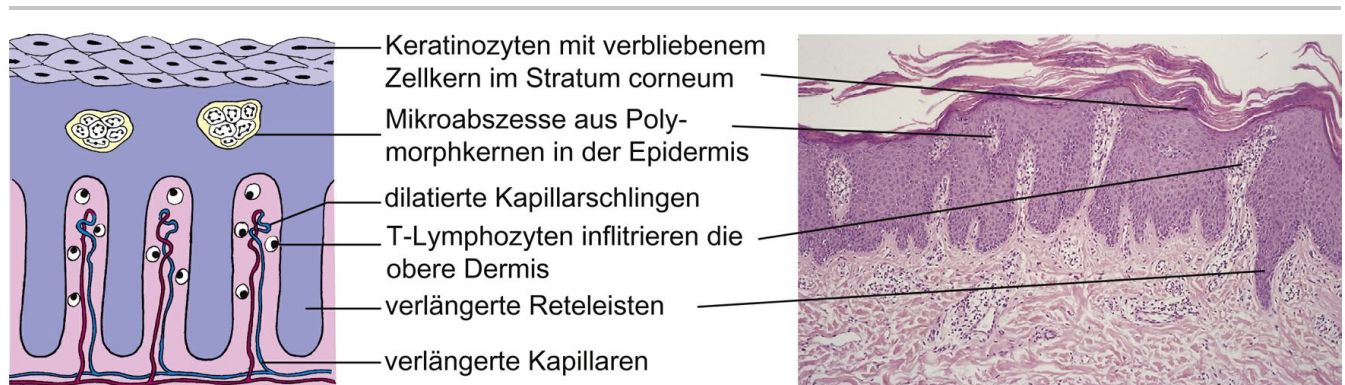 Keratinozyten mit verbliebenem
Zellkern im Stratum corneum
Mikroabszesse aus Poly-
morphkernen in der Epidermis
dilatierte Kapillarschlingen
T-Lymphozyten inflitrieren die
obere Dermis
verlängerte Reteleisten
verlängerte Kapillaren